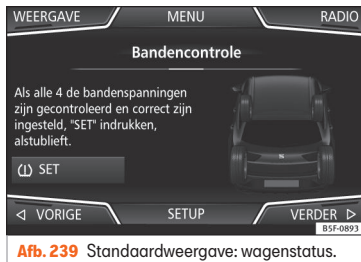 WEERGAVE MENU RADIO
Bandencontrole
Als alle 4 de bandenspanningen
zijn gecontroleerd en correct zijn
ingesteld, "SET" indrukken,
alstublieft.
SET
VORIGE SETUP VERDER
B5F-0893
Afb. 239 Standaardweergave: wagenstatus.